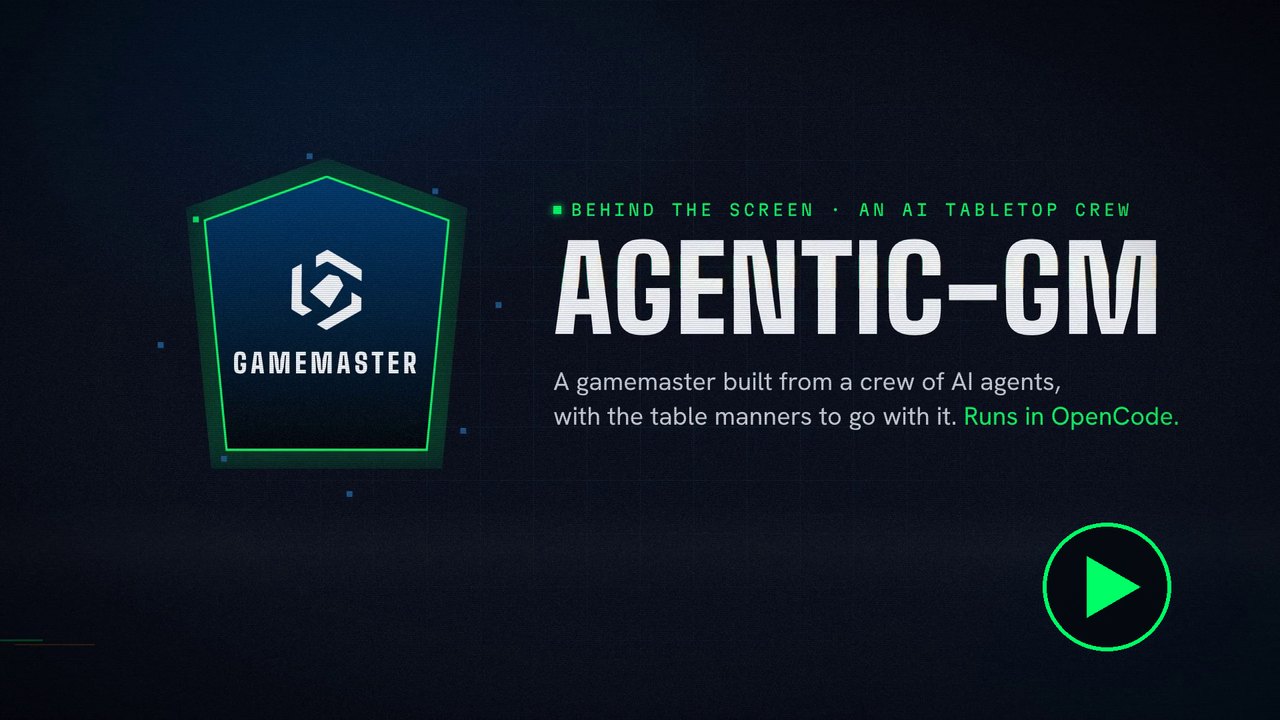 GAMEMASTER
BEHIND THE SCREEN · AN AI TABLETOP CREW
AGENTIC-GM
A gamemaster built from a crew of AI agents,
with the table manners to go with it. Runs in OpenCode.